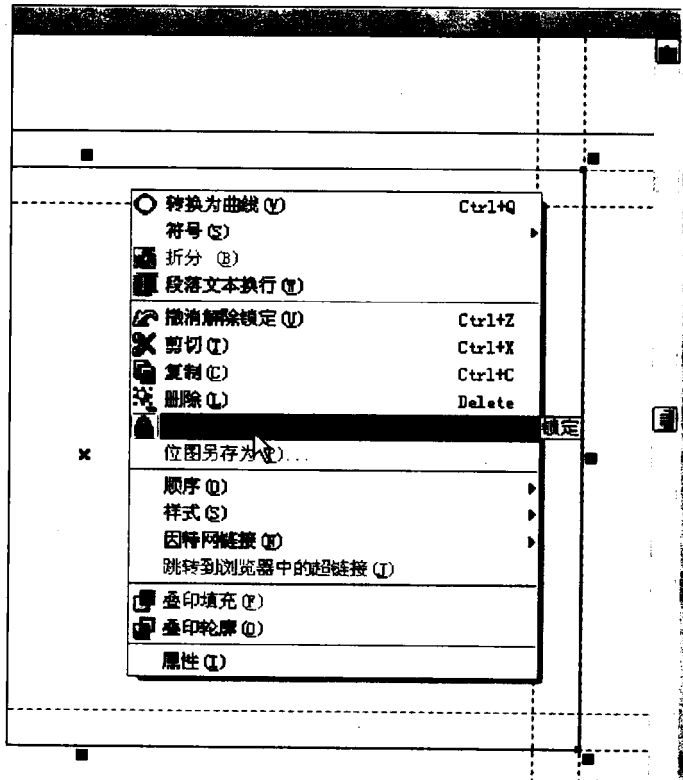 转换为曲线(V) Ctrl+Q
符号(S)
折分 (B)
段落文本换行(W)
撤消解除锁定(U) Ctrl+Z
剪切(T) Ctrl+X
复制(C) Ctrl+C
删除(L) Delete
锁定
位图另存为(P)...
顺序(O)
样式(S)
因特网链接(N)
跳转到浏览器中的超链接(J)
叠印填充(F)
叠印轮廓(O)
属性(I)